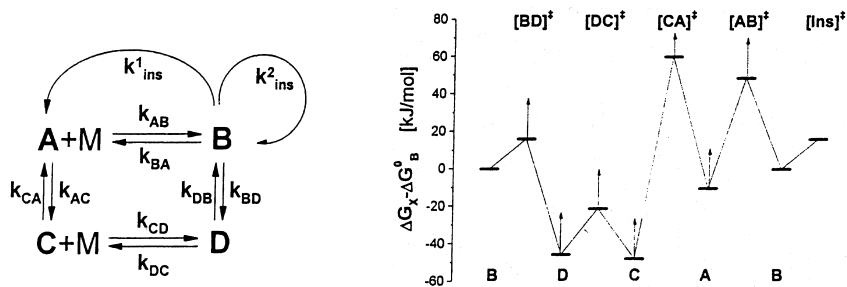 k¹ins
k²ins
A+M
kAB
kBA
B
kCA
kAC
kDB
kBD
C+M
kCD
kDC
D
[BD]‡ [DC]‡ [CA]‡ [AB]‡ [Ins]‡
ΔGX-ΔG⁰B [kJ/mol]
80
60
40
20
0
-20
-40
-60
B D C A B